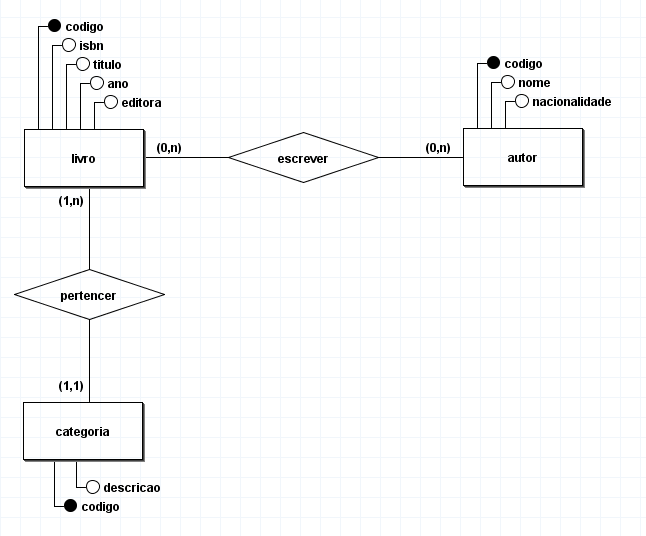 codigo
isbn
titulo
ano
editora
livro
(0,n)
escrever
(0,n)
codigo
nome
nacionalidade
autor
(1,n)
pertencer
(1,1)
categoria
descricao
codigo